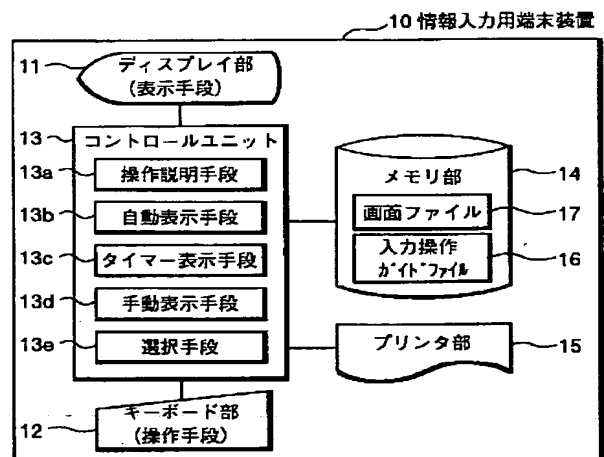 10 情報入力用端末装置
11
ディスプレイ部
(表示手段)
13
コントロールユニット
13a
操作説明手段
13b
自動表示手段
13c
タイマー表示手段
13d
手動表示手段
13e
選択手段
メモリ部
14
画面ファイル
17
入力操作
ガイドファイル
16
プリンタ部
15
12
キーボード部
(操作手段)